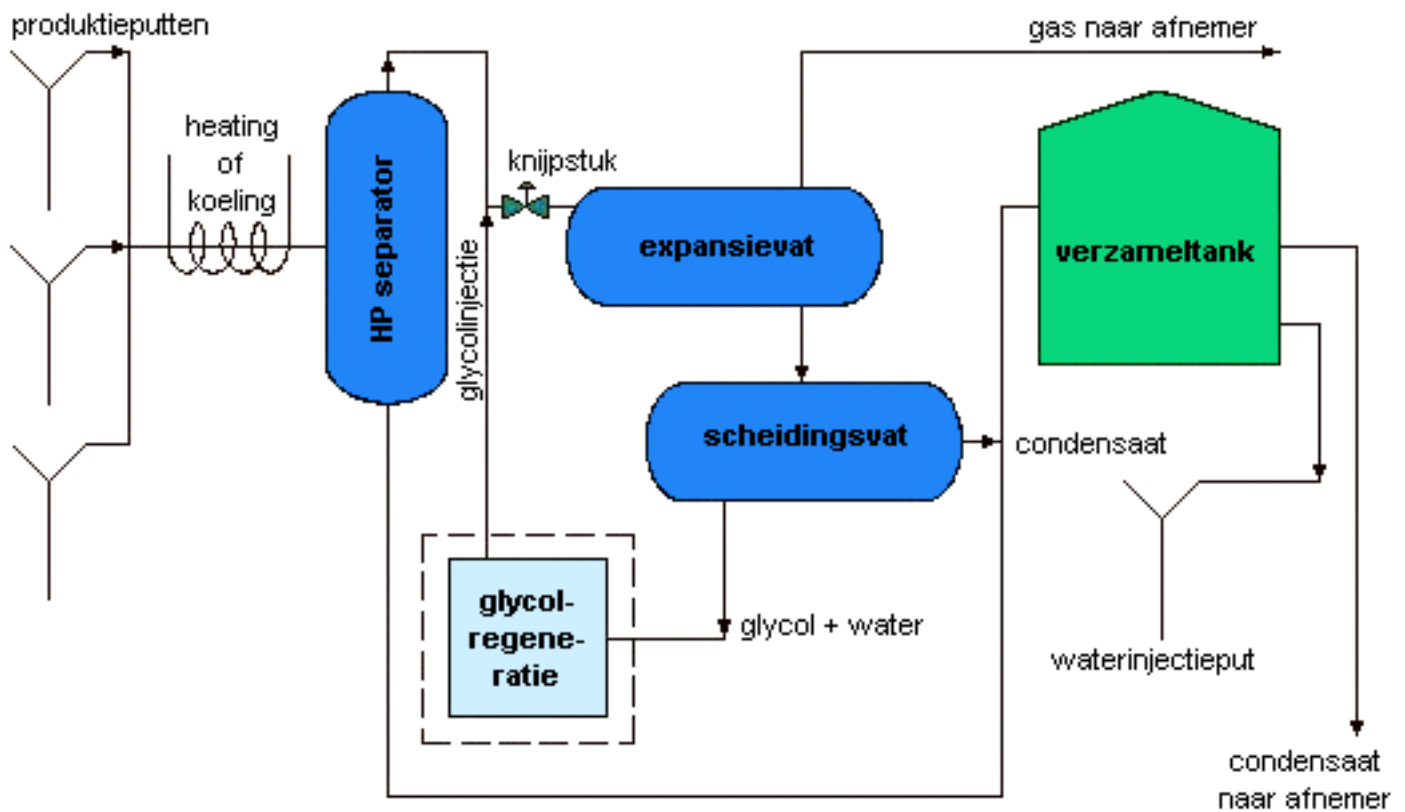 produktieputten
gas naar afnemer
heating
of
koeling
HP separator
knijpstuk
glycolinjectie
expansievat
verzameltank
scheidingsvat
condensaat
glycol-
regene-
ratie
glycol + water
waterinjectieput
condensaat
naar afnemer